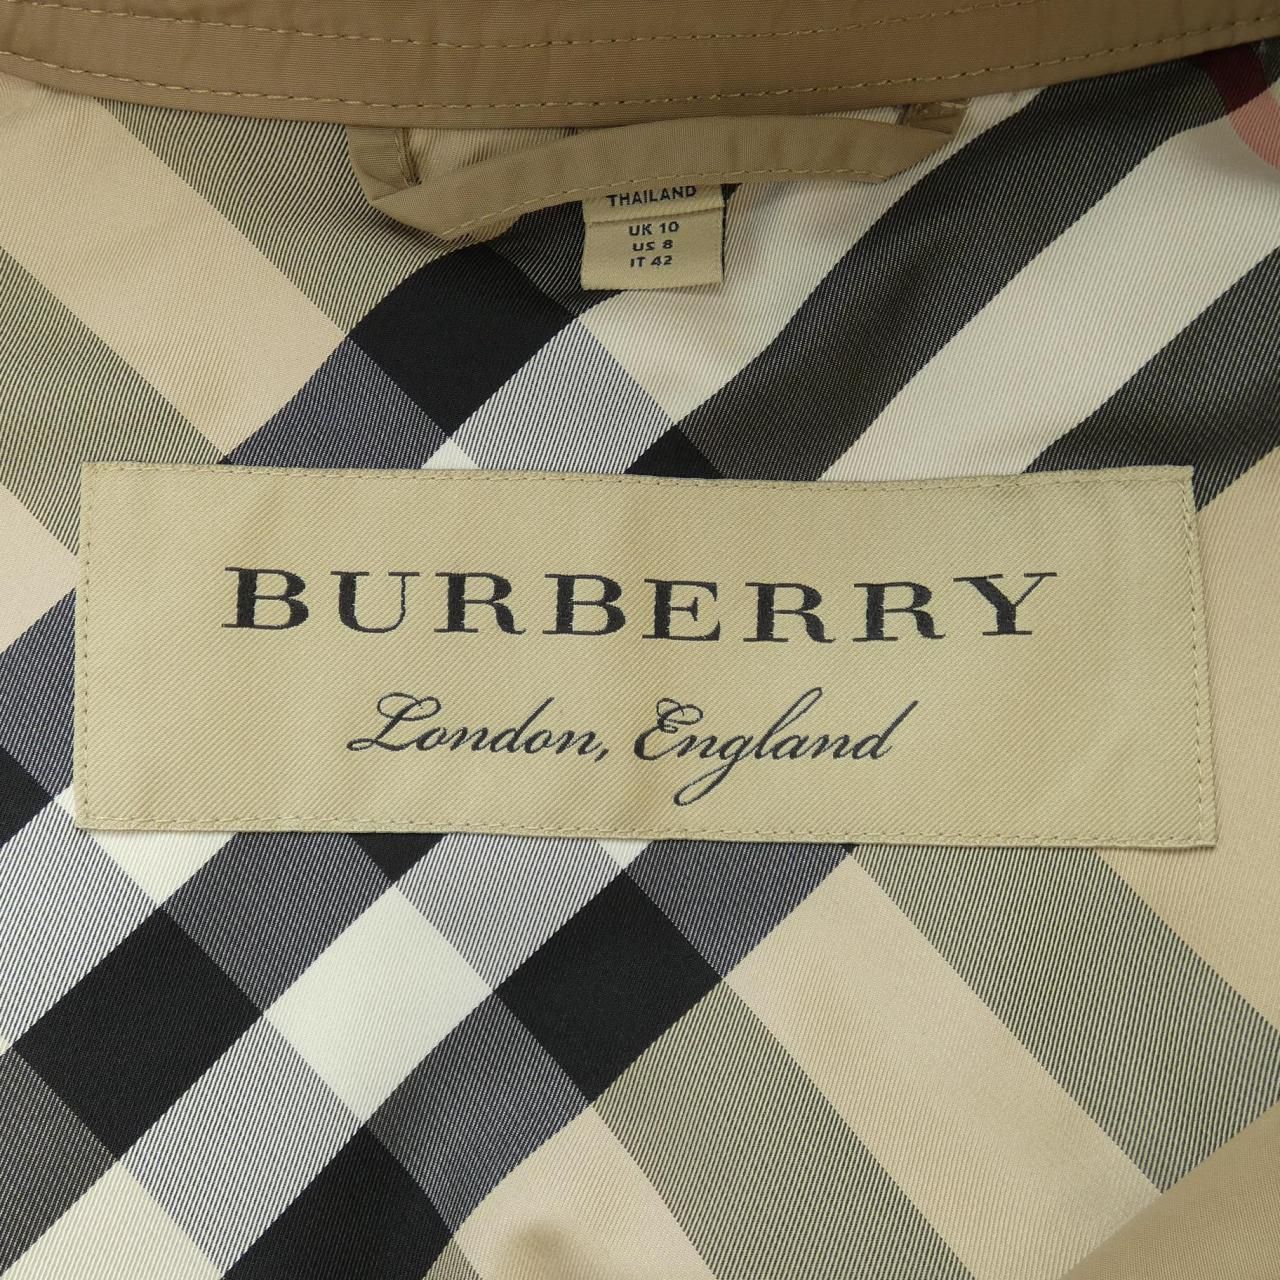 THAILAND
UK 10
US 8
IT 42
BURBERRY
London, England